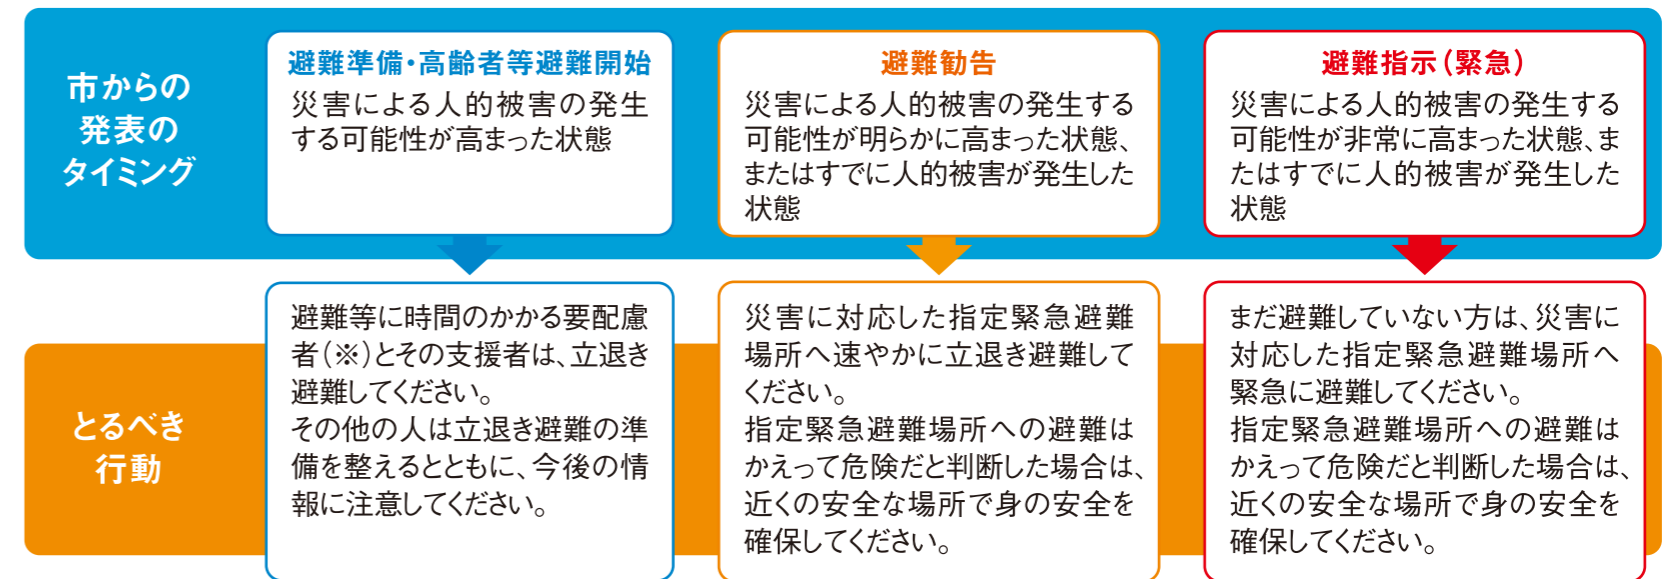 市からの
発表の
タイミング
避難準備・高齢者等避難開始
災害による人的被害の発生
する可能性が高まった状態
避難勧告
災害による人的被害の発生する
可能性が明らかに高まった状態、
またはすでに人的被害が発生した
状態
避難指示（緊急）
災害による人的被害の発生する
可能性が非常に高まった状態、ま
たはすでに人的被害が発生した
状態
とるべき
行動
避難等に時間のかかる要配慮
者（※）とその支援者は、立退き
避難してください。
その他の人は立退き避難の準
備を整えるとともに、今後の情
報に注意してください。
災害に対応した指定緊急避難
場所へ速やかに立退き避難して
ください。
指定緊急避難場所への避難は
かえって危険だと判断した場合は、
近くの安全な場所で身の安全を
確保してください。
まだ避難していない方は、災害に
対応した指定緊急避難場所へ
緊急に避難してください。
指定緊急避難場所への避難は
かえって危険だと判断した場合は、
近くの安全な場所で身の安全を
確保してください。